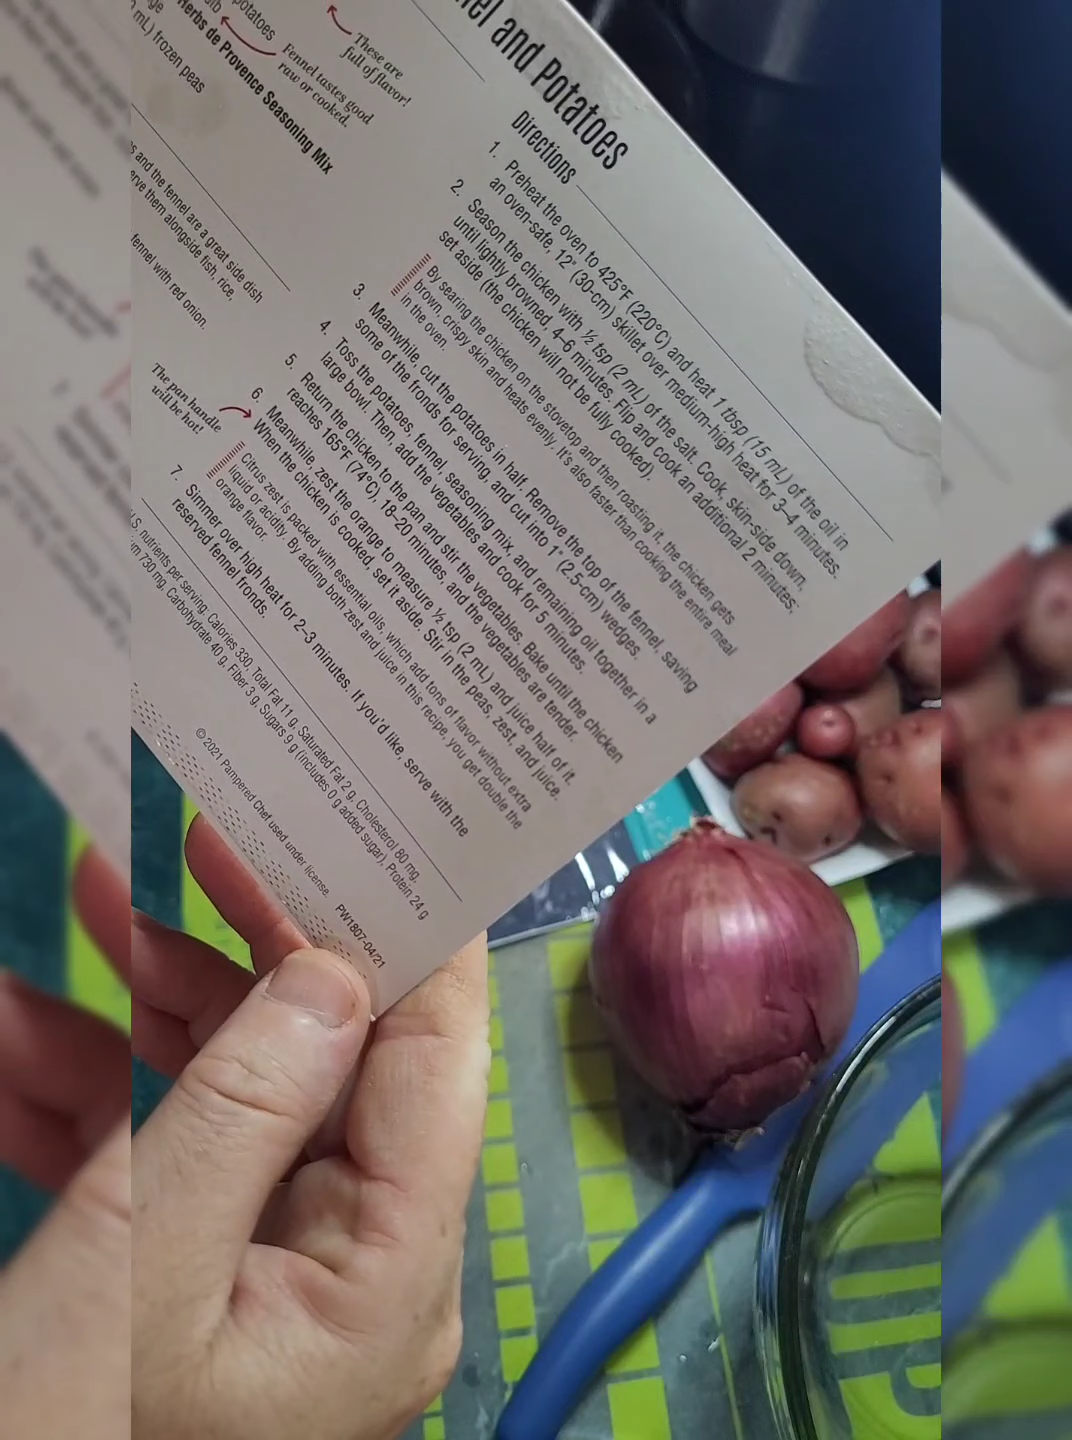 potatoes
Herbs de Provence Seasoning Mix
mL) frozen peas
These are
full of flavor!
Fennel tastes good
raw or cooked.
and the fennel are a great side dish
serve them alongside fish, rice,
fennel with red onion.
and Potatoes
Directions
1. Preheat the oven to 425°F (220°C) and heat 1 tbsp (15 mL) of the oil in
an oven-safe, 12" (30-cm) skillet over medium-high heat for 3–4 minutes.
2. Season the chicken with ½ tsp (2 mL) of the salt. Cook, skin-side down,
until lightly browned, 4–6 minutes. Flip and cook an additional 2 minutes;
set aside (the chicken will not be fully cooked).
By searing the chicken on the stovetop and then roasting it, the chicken gets
brown, crispy skin and heats evenly. It's also faster than cooking the entire meal
in the oven.
3. Meanwhile, cut the potatoes in half. Remove the top of the fennel, saving
some of the fronds for serving, and cut into 1" (2.5-cm) wedges.
4. Toss the potatoes, fennel, seasoning mix, and remaining oil together in a
large bowl. Then, add the vegetables and cook for 5 minutes.
5. Return the chicken to the pan and stir the vegetables. Bake until the chicken
reaches 165°F (74°C), 18–20 minutes, and the vegetables are tender.
6. Meanwhile, zest the orange to measure ½ tsp (2 mL) and juice half of it.
When the chicken is cooked, set it aside. Stir in the peas, zest, and juice.
The pan handle
will be hot!
Citrus zest is packed with essential oils, which add tons of flavor without extra
liquid or acidity. By adding both zest and juice in this recipe, you get double the
orange flavor.
7. Simmer over high heat for 2–3 minutes. If you'd like, serve with the
reserved fennel fronds.
U.S. nutrients per serving: Calories 330, Total Fat 11 g, Saturated Fat 2 g, Cholesterol 80 mg,
730 mg, Carbohydrate 40 g, Fiber 3 g, Sugars 9 g (includes 0 g added sugar), Protein 24 g
© 2021 Pampered Chef used under license.
PW1807-04/21